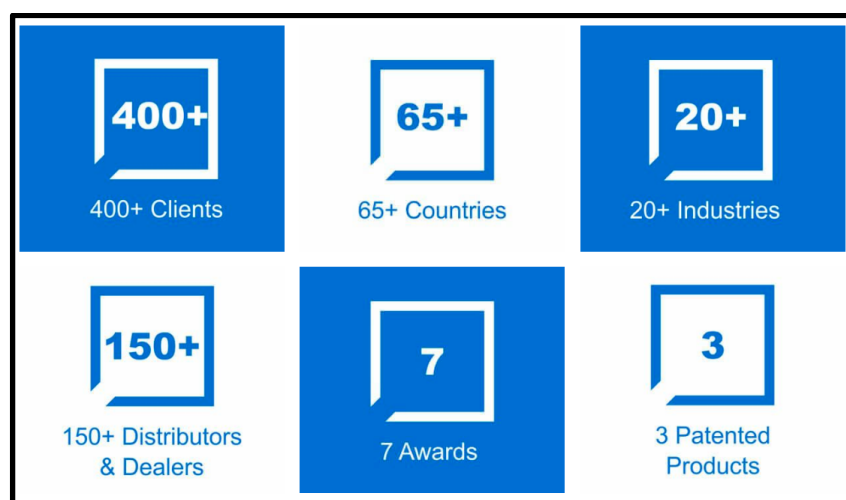 400+
400+ Clients
65+
65+ Countries
20+
20+ Industries
150+
150+ Distributors
& Dealers
7
7 Awards
3
3 Patented
Products